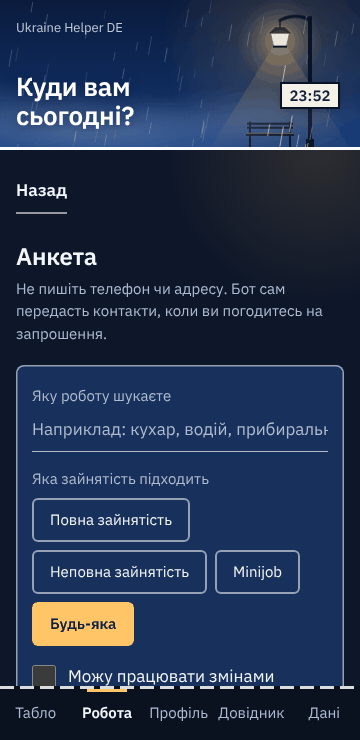 Ukraine Helper DE
Куди вам
сьогодні?
23:52
Назад
Анкета
Не пишіть телефон чи адресу. Бот сам
передасть контакти, коли ви погодитесь на
запрошення.
Яку роботу шукаєте
Наприклад: кухар, водій, прибиральн
Яка зайнятість підходить
Повна зайнятість
Неповна зайнятість
Minijob
Будь-яка
Можу працювати змінами
Табло
Робота
Профіль
Довідник
Дані